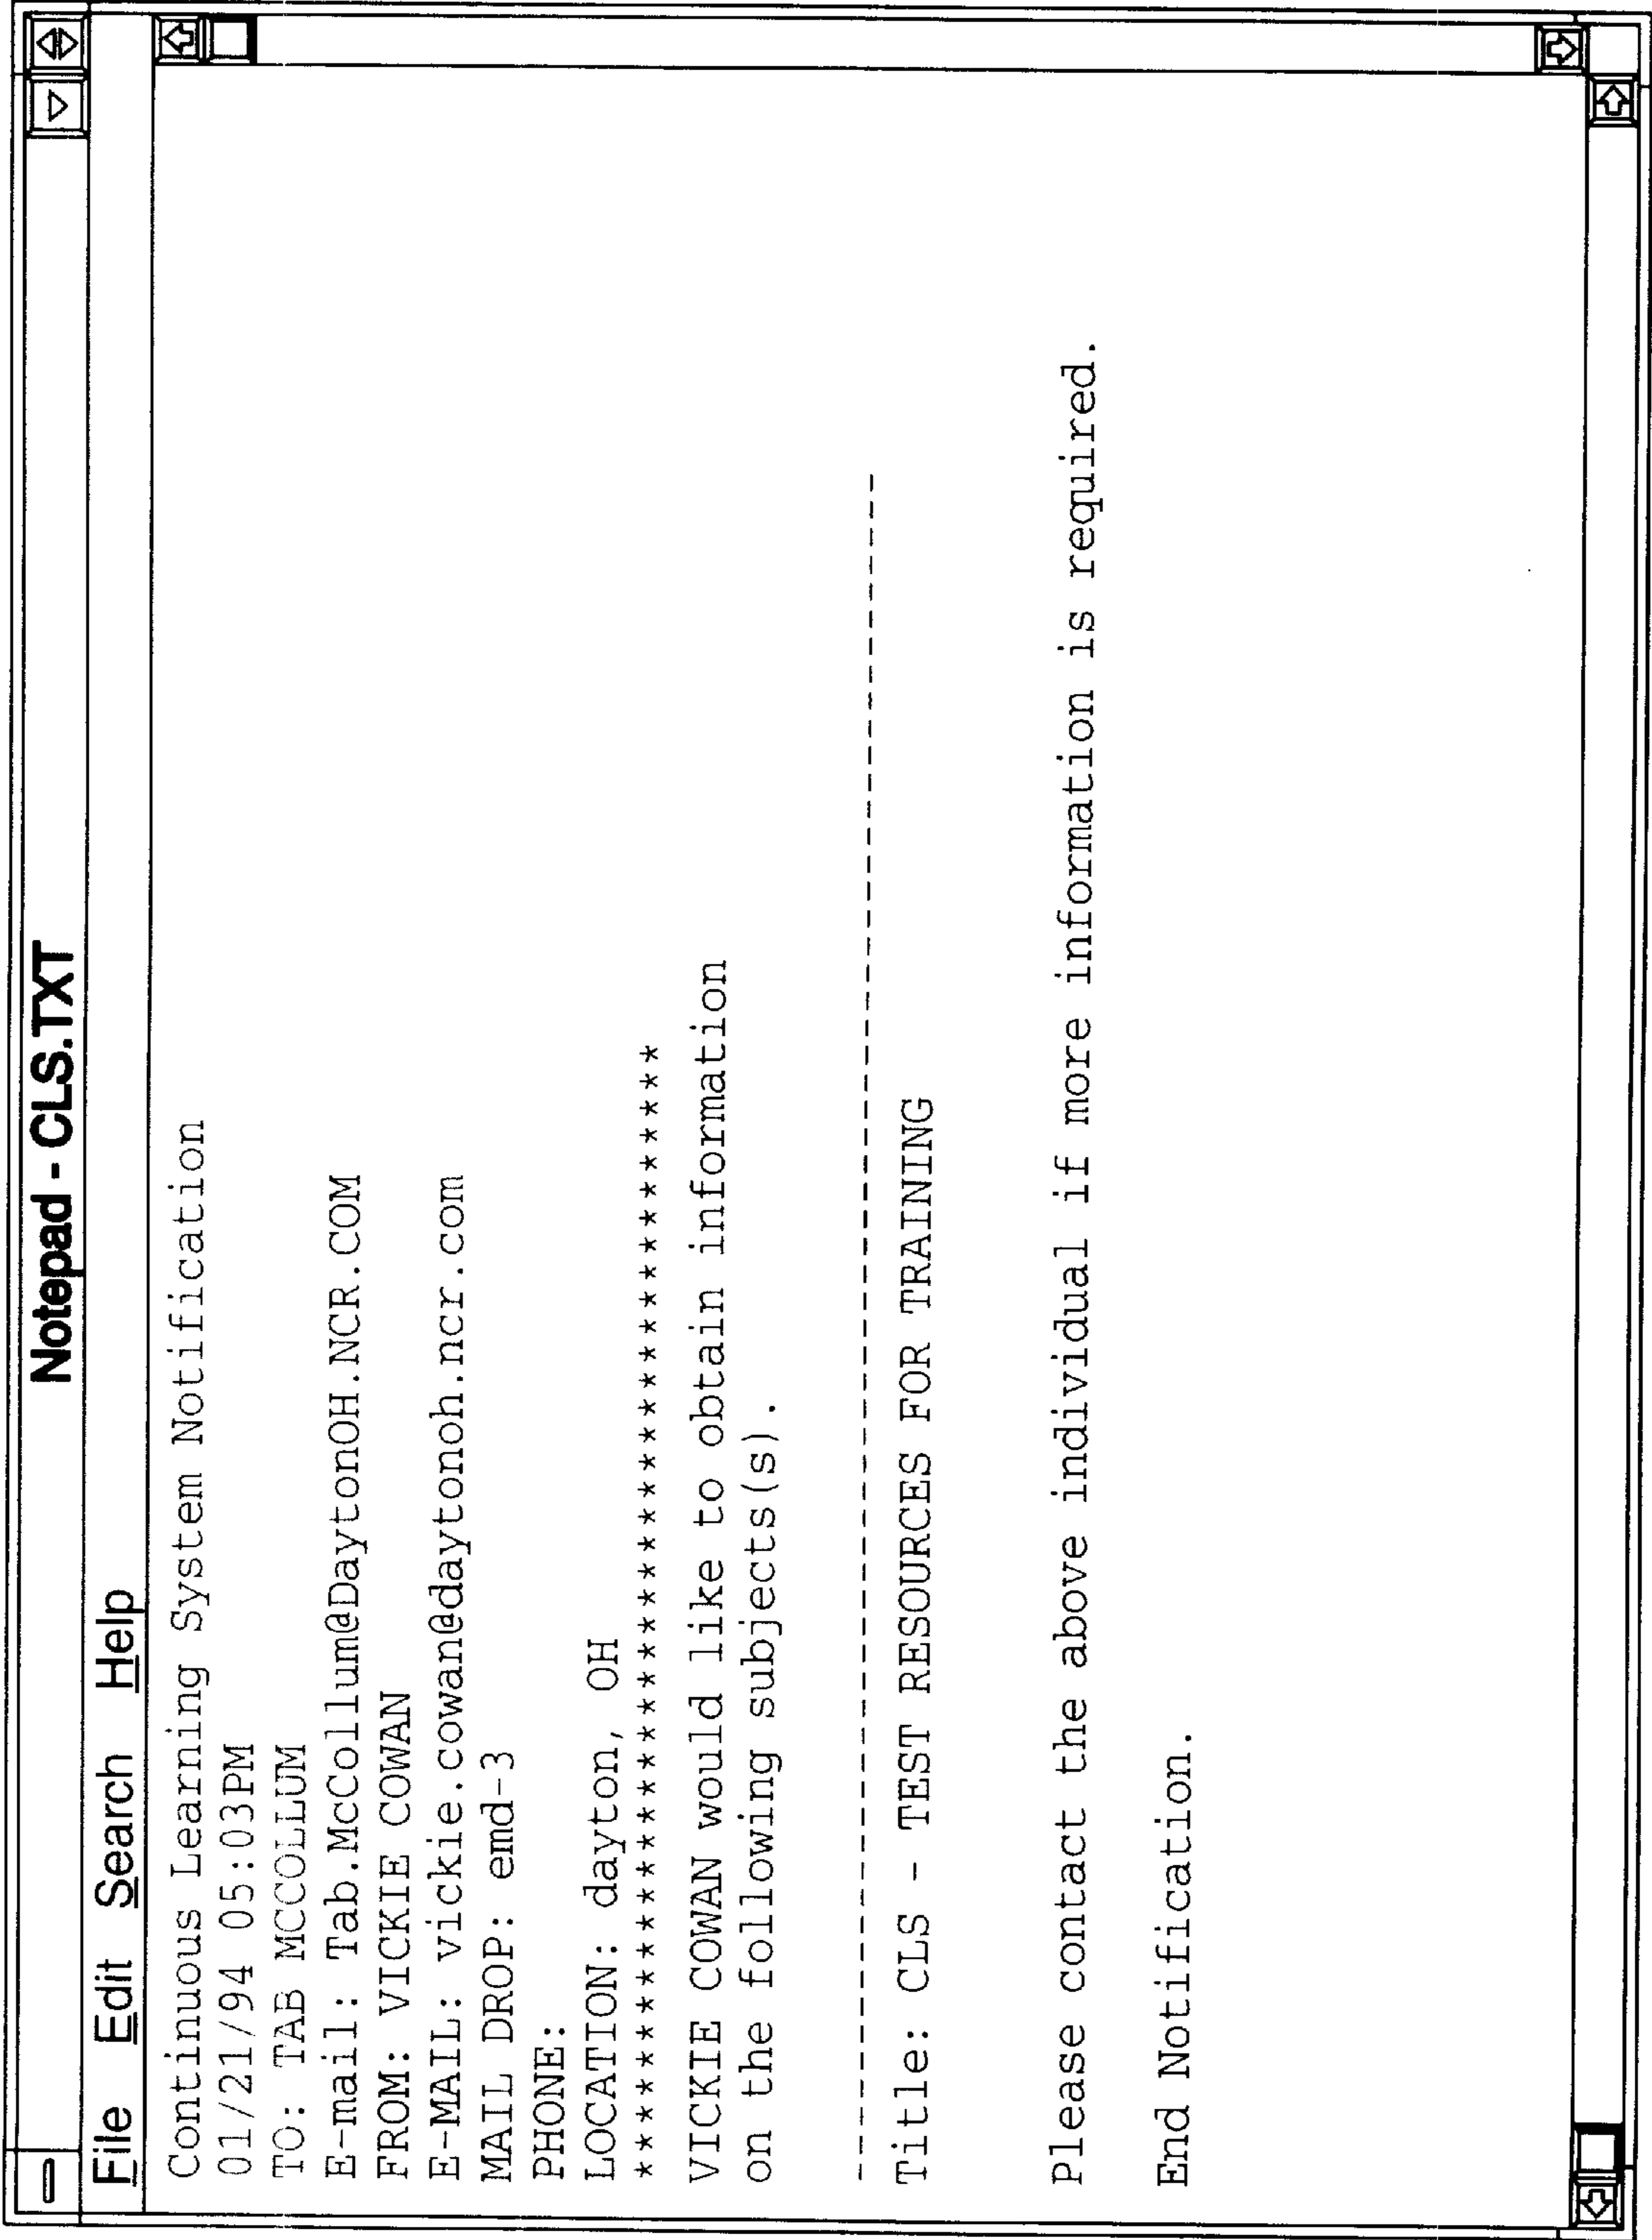 Notepad - CLS.TXT
File Edit Search Help
Continuous Learning System Notification
01/21/94 05:03PM
TO: TAB MCCOLLUM
E-mail: Tab.McCollum@DaytonOH.NCR.COM
FROM: VICKIE COWAN
E-MAIL: vickie.cowan@daytonoh.ncr.com
MAIL DROP: emd-3
PHONE:
LOCATION: dayton, OH
******************************************
VICKIE COWAN would like to obtain information
on the following subjects(s).
----------------------------------------------------------------
Title: CLS - TEST RESOURCES FOR TRAINING
Please contact the above individual if more information is required.
End Notification.